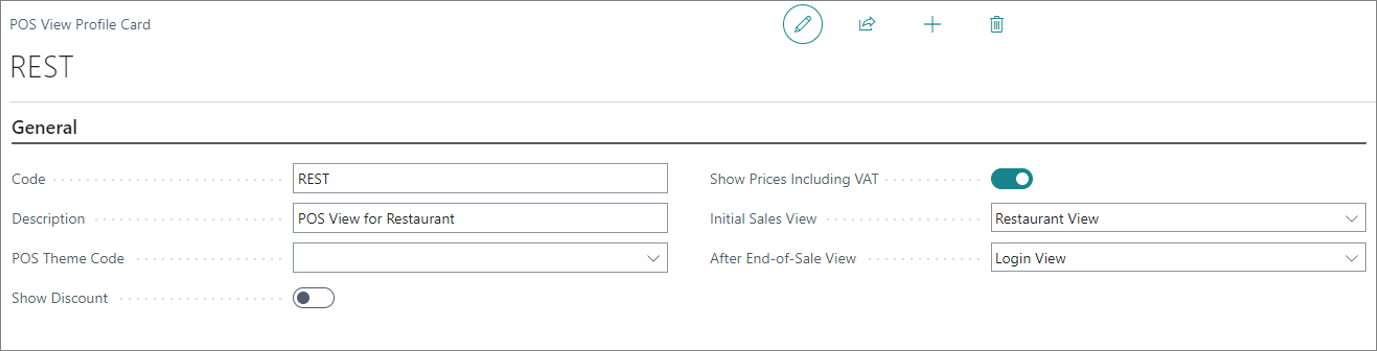 POS View Profile Card
REST
General
Code REST
Description POS View for Restaurant
POS Theme Code
Show Discount
Show Prices Including VAT
Initial Sales View Restaurant View
After End-of-Sale View Login View